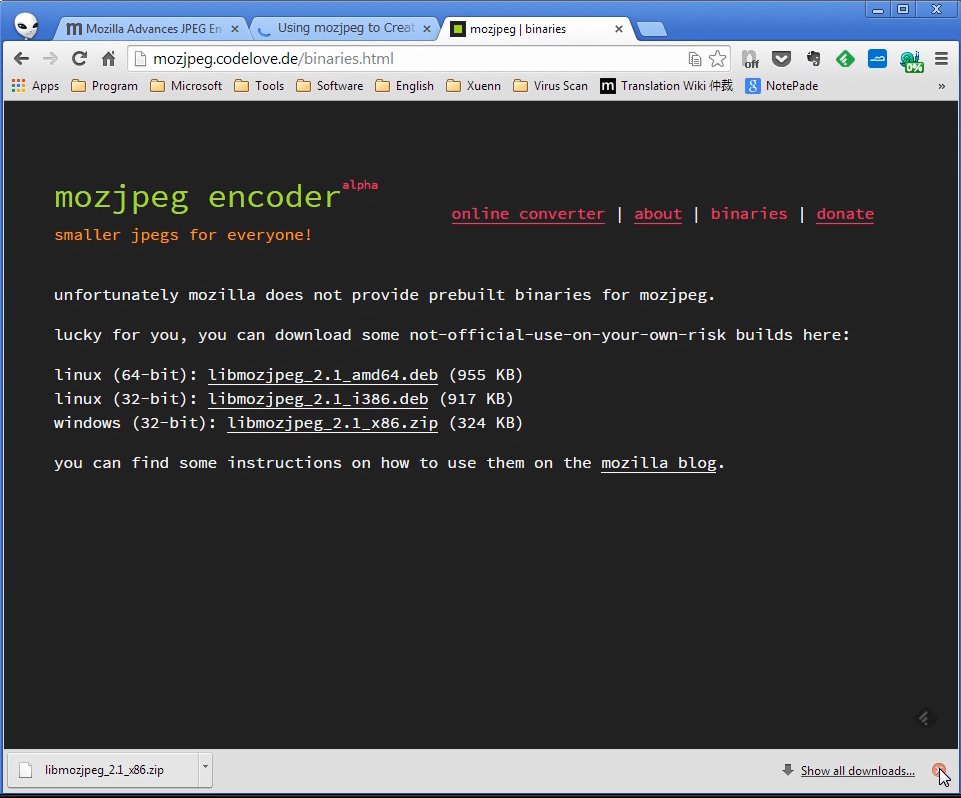 Mozilla Advances JPEG En
Using mozjpeg to Creat
mozjpeg | binaries
mozjpeg.codelove.de/binaries.html
off
0%
Apps
Program
Microsoft
Tools
Software
English
Xuenn
Virus Scan
m
Translation Wiki 仲裁
8
NotePade
»
mozjpeg encoder alpha
online converter | about | binaries | donate
smaller jpegs for everyone!
unfortunately mozilla does not provide prebuilt binaries for mozjpeg.
lucky for you, you can download some not-official-use-on-your-own-risk builds here:
linux (64-bit): libmozjpeg_2.1_amd64.deb (955 KB)
linux (32-bit): libmozjpeg_2.1_i386.deb (917 KB)
windows (32-bit): libmozjpeg_2.1_x86.zip (324 KB)
you can find some instructions on how to use them on the mozilla blog.
libmozjpeg_2.1_x86.zip
Show all downloads...